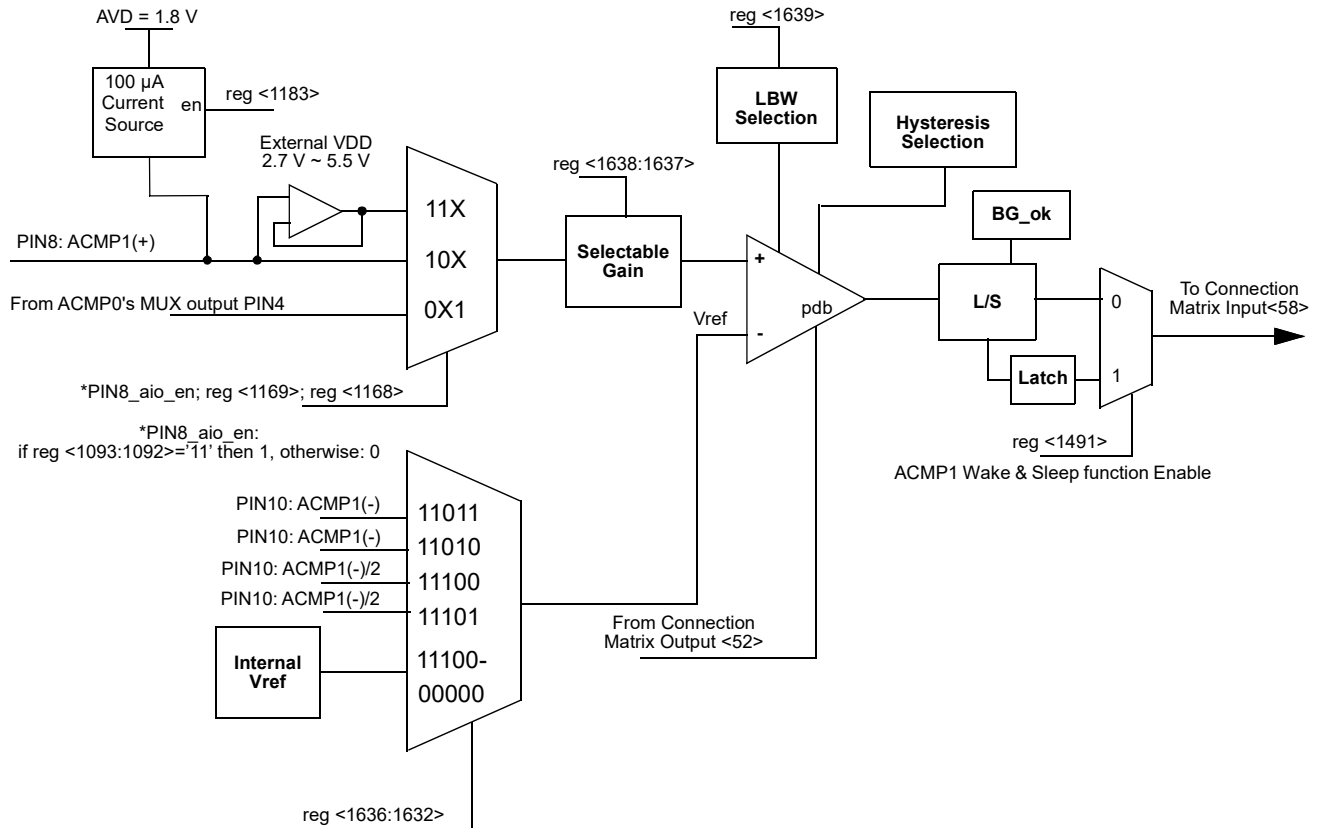 AVD = 1.8 V
100 µA
Current
Source
en
reg <1183>
External VDD
2.7 V ~ 5.5 V
PIN8: ACMP1(+)
From ACMP0's MUX output PIN4
11X
10X
0X1
*PIN8_aio_en; reg <1169>; reg <1168>
*PIN8_aio_en:
if reg <1093:1092>='11' then 1, otherwise: 0
reg <1638:1637>
Selectable
Gain
reg <1639>
LBW
Selection
Hysteresis
Selection
+
-
Vref
pdb
BG_ok
L/S
Latch
0
1
To Connection
Matrix Input<58>
reg <1491>
ACMP1 Wake & Sleep function Enable
PIN10: ACMP1(-)
PIN10: ACMP1(-)
PIN10: ACMP1(-)/2
PIN10: ACMP1(-)/2
Internal
Vref
11011
11010
11100
11101
11100-
00000
From Connection
Matrix Output <52>
reg <1636:1632>